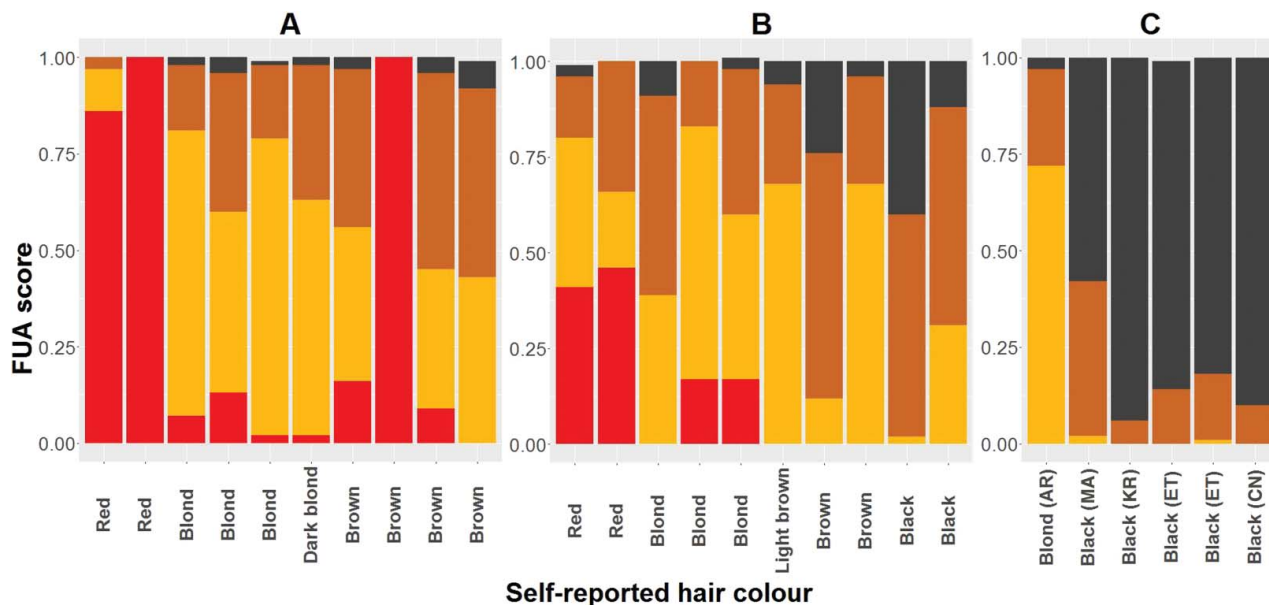 A
B
C
FUA score
1.00
0.75
0.50
0.25
0.00
1.00
0.75
0.50
0.25
0.00
1.00
0.75
0.50
0.25
0.00
Red
Red
Blond
Blond
Blond
Dark blond
Brown
Brown
Brown
Brown
Red
Red
Blond
Blond
Blond
Light brown
Brown
Brown
Black
Black
Blond (AR)
Black (MA)
Black (KR)
Black (ET)
Black (ET)
Black (CN)
Self-reported hair colour